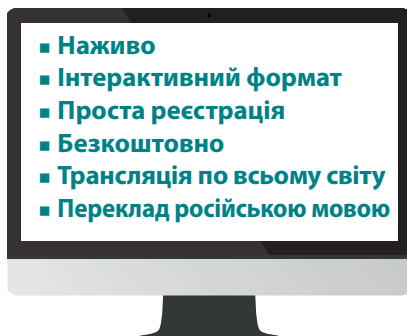 ▪ Наживо
▪ Інтерактивний формат
▪ Проста реєстрація
▪ Безкоштовно
▪ Трансляція по всьому світу
▪ Переклад російською мовою